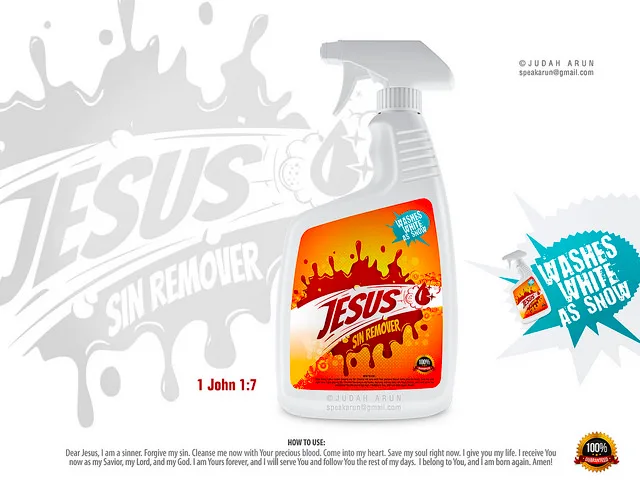 ©JUDAH ARUN
speakarun@gmail.com
JESUS
SIN REMOVER
WASHES
WHITE
AS SNOW
JESUS
SIN REMOVER
100%
©JUDAH ARUN
speakarun@gmail.com
WASHES
WHITE
AS SNOW
JESUS
1 John 1:7
HOW TO USE:
Dear Jesus, I am a sinner. Forgive my sin. Cleanse me now with Your precious blood. Come into my heart. Save my soul right now. I give you my life. I receive You
now as my Savior, my Lord, and my God. I am Yours forever, and I will serve You and follow You the rest of my days. I belong to You, and I am born again. Amen!
100%
GUARANTEED